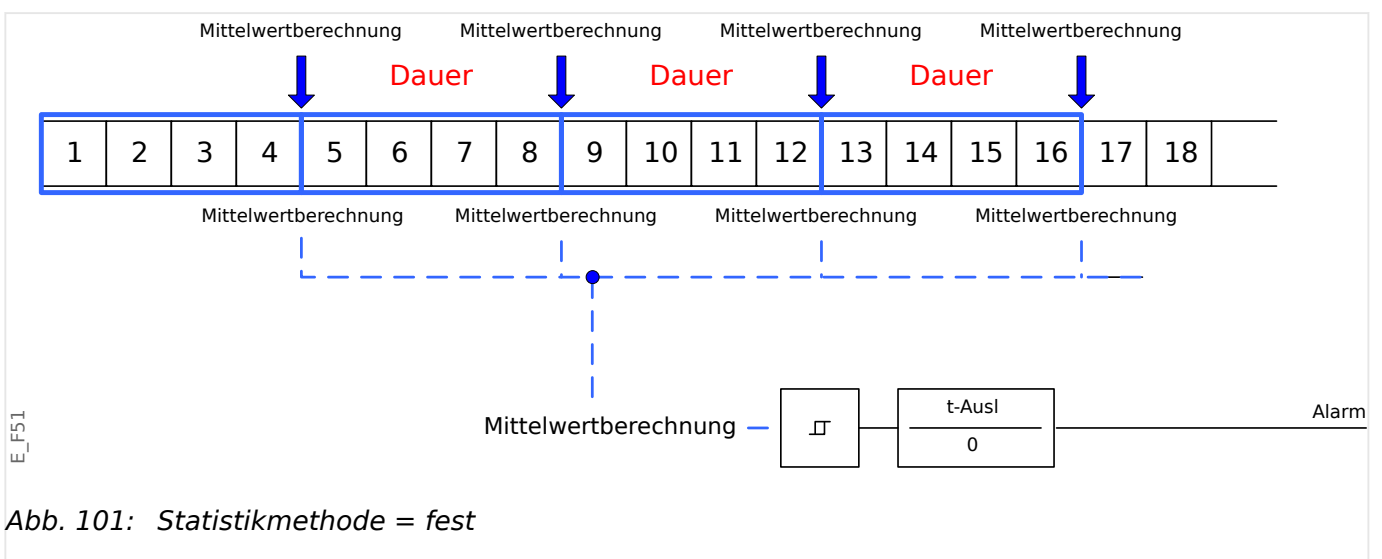 Mittelwertberechnung Mittelwertberechnung Mittelwertberechnung Mittelwertberechnung
Dauer Dauer Dauer
1 2 3 4 5 6 7 8 9 10 11 12 13 14 15 16 17 18
Mittelwertberechnung Mittelwertberechnung Mittelwertberechnung Mittelwertberechnung
Mittelwertberechnung
t-Ausl
0
Alarm
E_F51
Abb. 101: Statistikmethode = fest